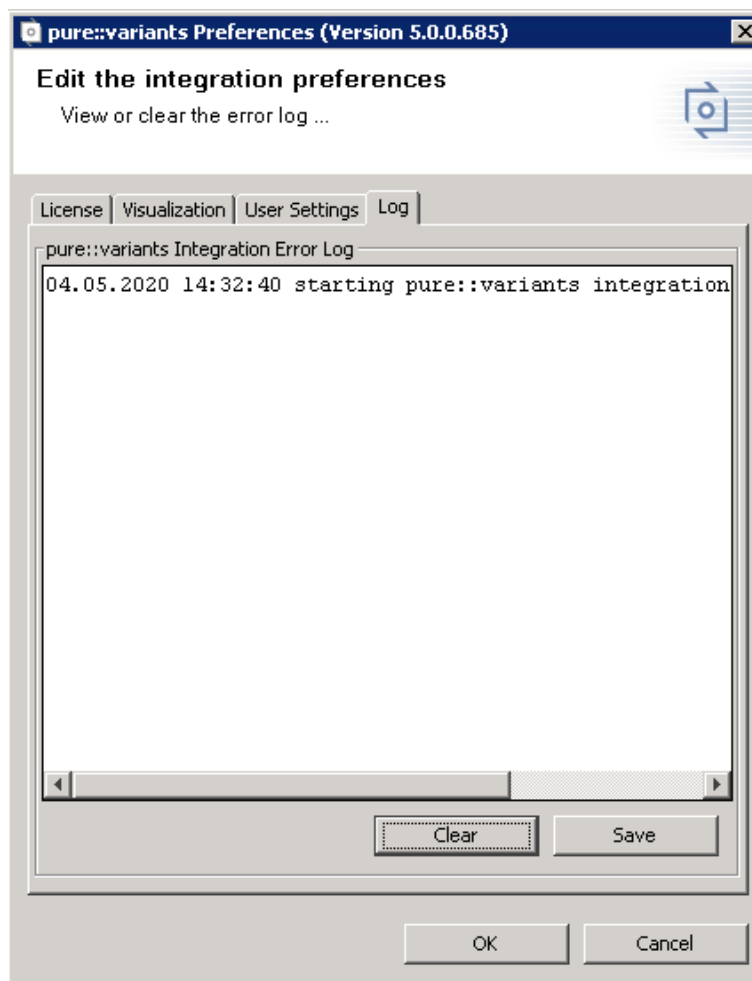 pure::variants Preferences (Version 5.0.0.685)
Edit the integration preferences
View or clear the error log ...
License Visualization User Settings Log
pure::variants Integration Error Log
04.05.2020 14:32:40 starting pure::variants integration
Clear Save
OK Cancel